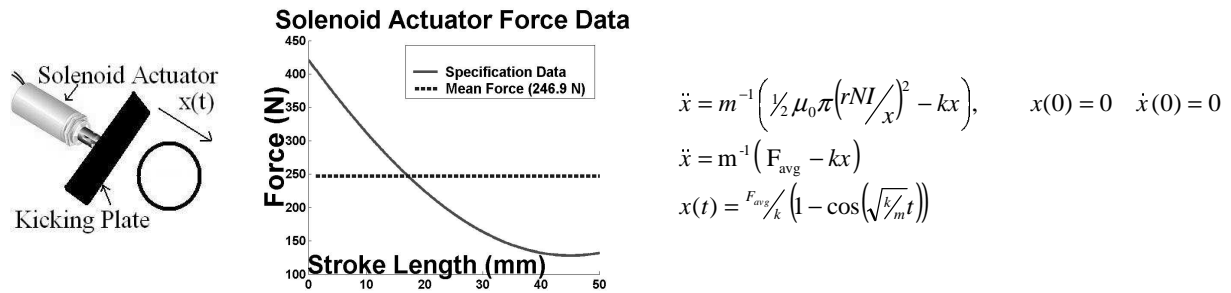 Solenoid Actuator
x(t)
Kicking Plate
Solenoid Actuator Force Data
Force (N)
450
400
350
300
250
200
150
100
Specification Data
Mean Force (246.9 N)
Stroke Length (mm)
0 10 20 30 40 50
ẍ = m⁻¹(½ μ₀π(rNI/x)² − kx), x(0) = 0 ẋ(0) = 0
ẍ = m⁻¹(F_avg − kx)
x(t) = F_avg/k (1 − cos(√(k/m)t))